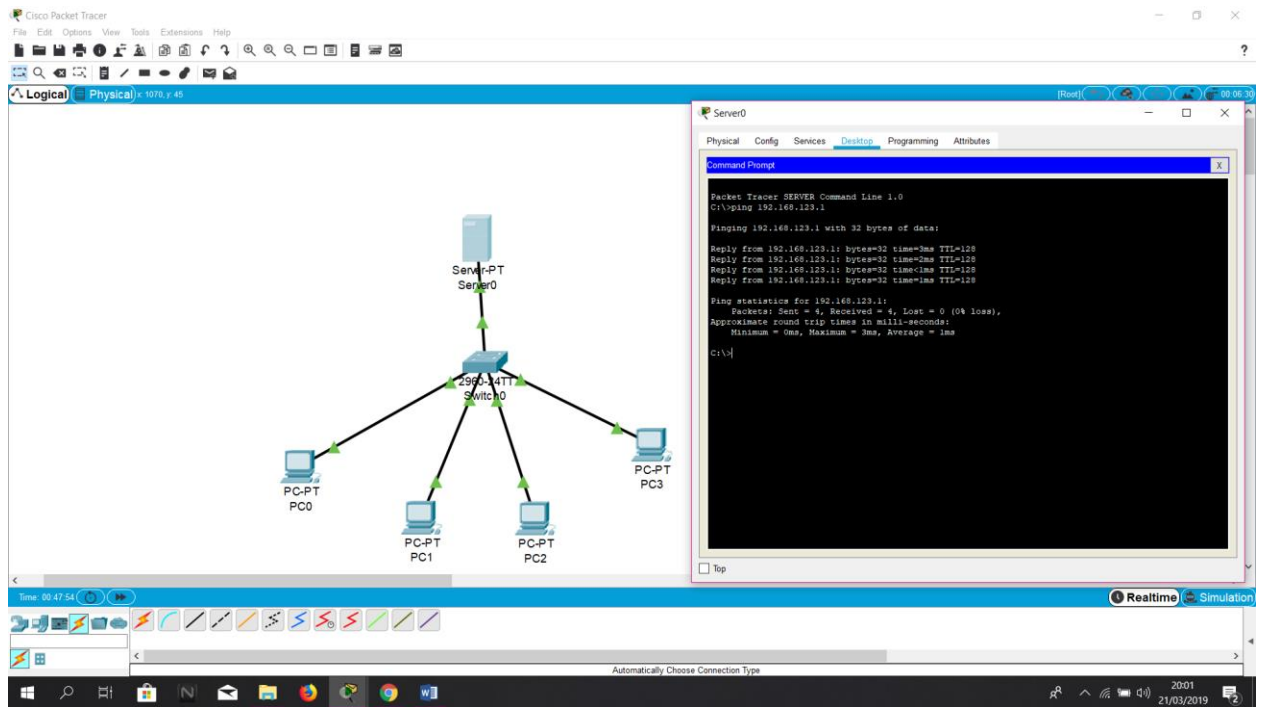 Cisco Packet Tracer
File Edit Options View Tools Extensions Help
?
Logical Physical x: 1070, y: 45
[Root] 00:06:30
Server-PT
Server0
2960-24TT
Switch0
PC-PT
PC0
PC-PT
PC1
PC-PT
PC2
PC-PT
PC3
Server0
Physical Config Services Desktop Programming Attributes
Command Prompt X
Packet Tracer SERVER Command Line 1.0
C:\>ping 192.168.123.1
Pinging 192.168.123.1 with 32 bytes of data:
Reply from 192.168.123.1: bytes=32 time=3ms TTL=128
Reply from 192.168.123.1: bytes=32 time=2ms TTL=128
Reply from 192.168.123.1: bytes=32 time<1ms TTL=128
Reply from 192.168.123.1: bytes=32 time=1ms TTL=128
Ping statistics for 192.168.123.1:
Packets: Sent = 4, Received = 4, Lost = 0 (0% loss),
Approximate round trip times in milli-seconds:
Minimum = 0ms, Maximum = 3ms, Average = 1ms
C:\>
Top
Time: 00:47:54
Realtime Simulation
Automatically Choose Connection Type
20:01
21/03/2019
2